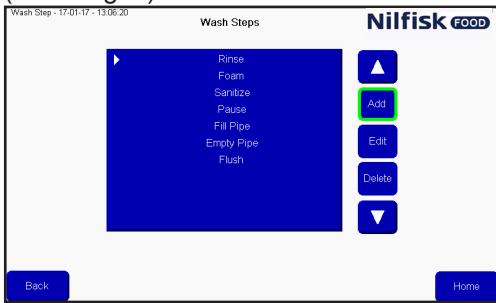 Wash Step - 17-01-17 - 13:06:20
Wash Steps
Nilfisk FOOD
Rinse
Foam
Sanitize
Pause
Fill Pipe
Empty Pipe
Flush
Add
Edit
Delete
Back
Home